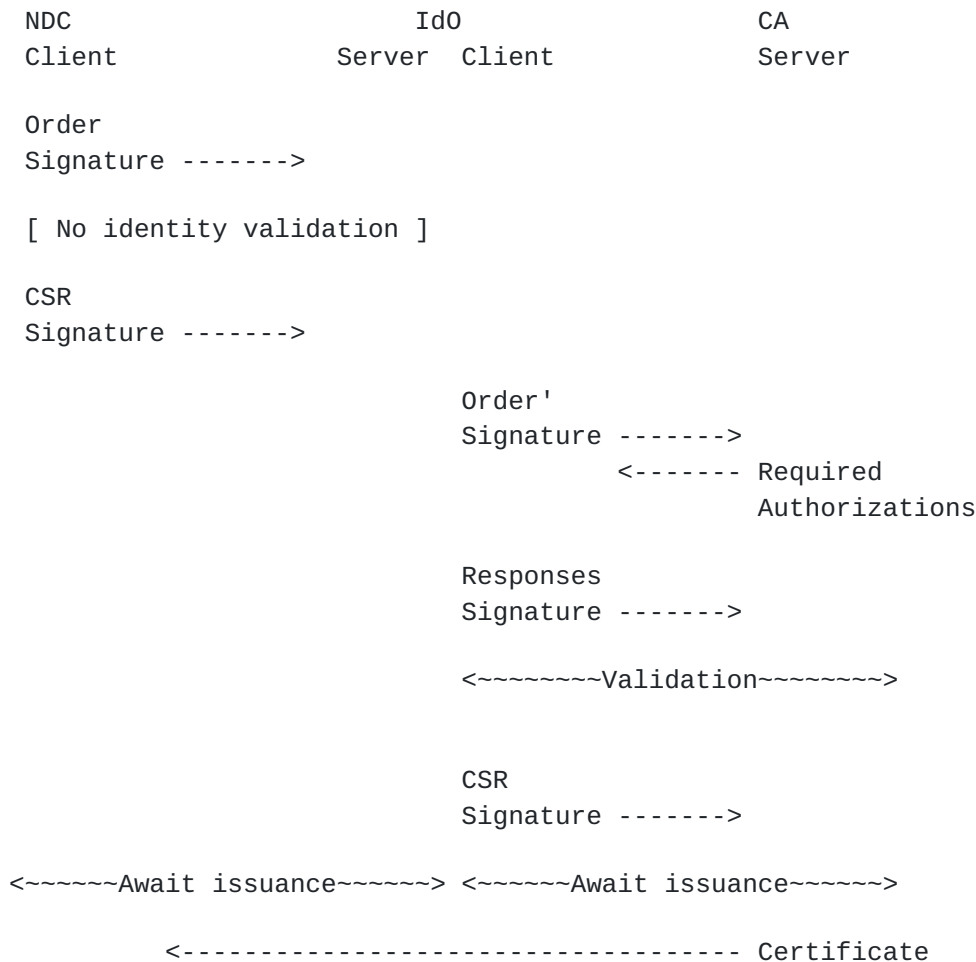 NDC                      IdO                   CA
Client              Server  Client             Server

Order
Signature ------->

[ No identity validation ]

CSR
Signature ------->

                            Order'
                            Signature ------->
                                      <------- Required
                                               Authorizations

                            Responses
                            Signature ------->

                            <~~~~~~~~Validation~~~~~~~~>

                            CSR
                            Signature ------->

<~~~~~~Await issuance~~~~~~> <~~~~~~Await issuance~~~~~~>

          <------------------------------------ Certificate